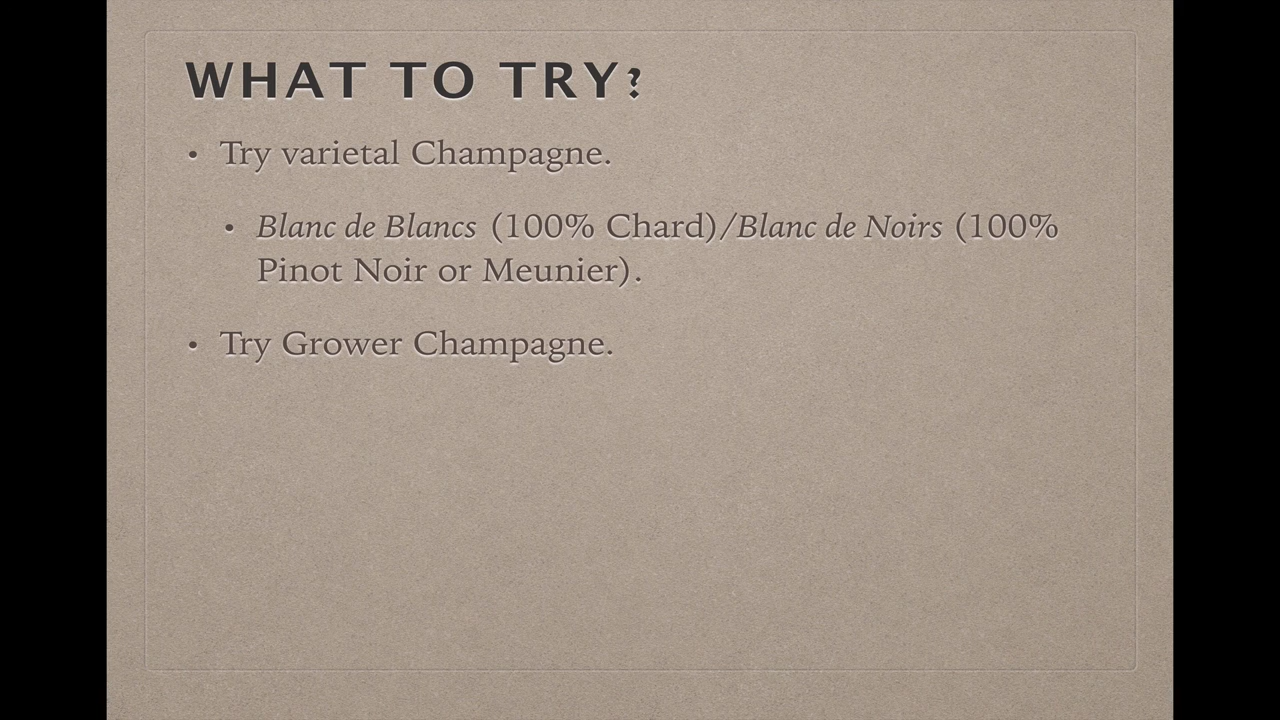 WHAT TO TRY?
• Try varietal Champagne.
• Blanc de Blancs (100% Chard)/Blanc de Noirs (100%
Pinot Noir or Meunier).
• Try Grower Champagne.